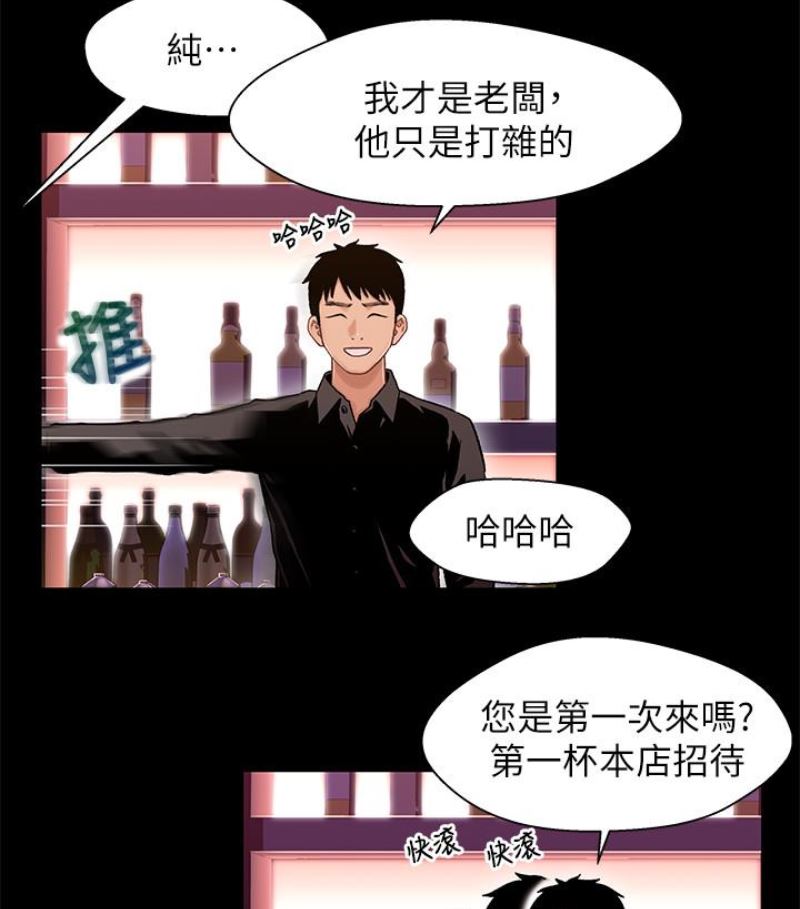 純…
我才是老闆，
他只是打雜的
哈哈哈
推
哈哈哈
您是第一次來嗎?
第一杯本店招待
快滾
快滾